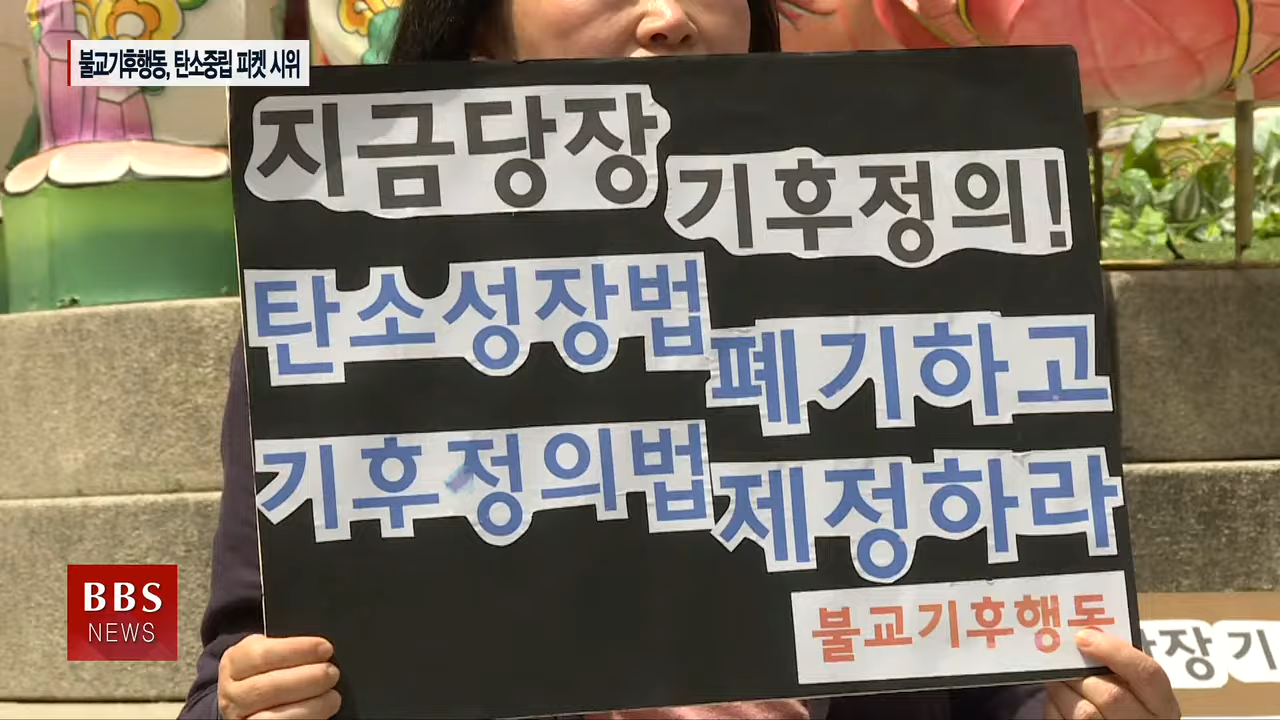 불교기후행동, 탄소중립 피켓 시위
지금당장 기후정의!
탄소성장법 폐기하고
기후정의법 제정하라
불교기후행동
장기
BBS
NEWS